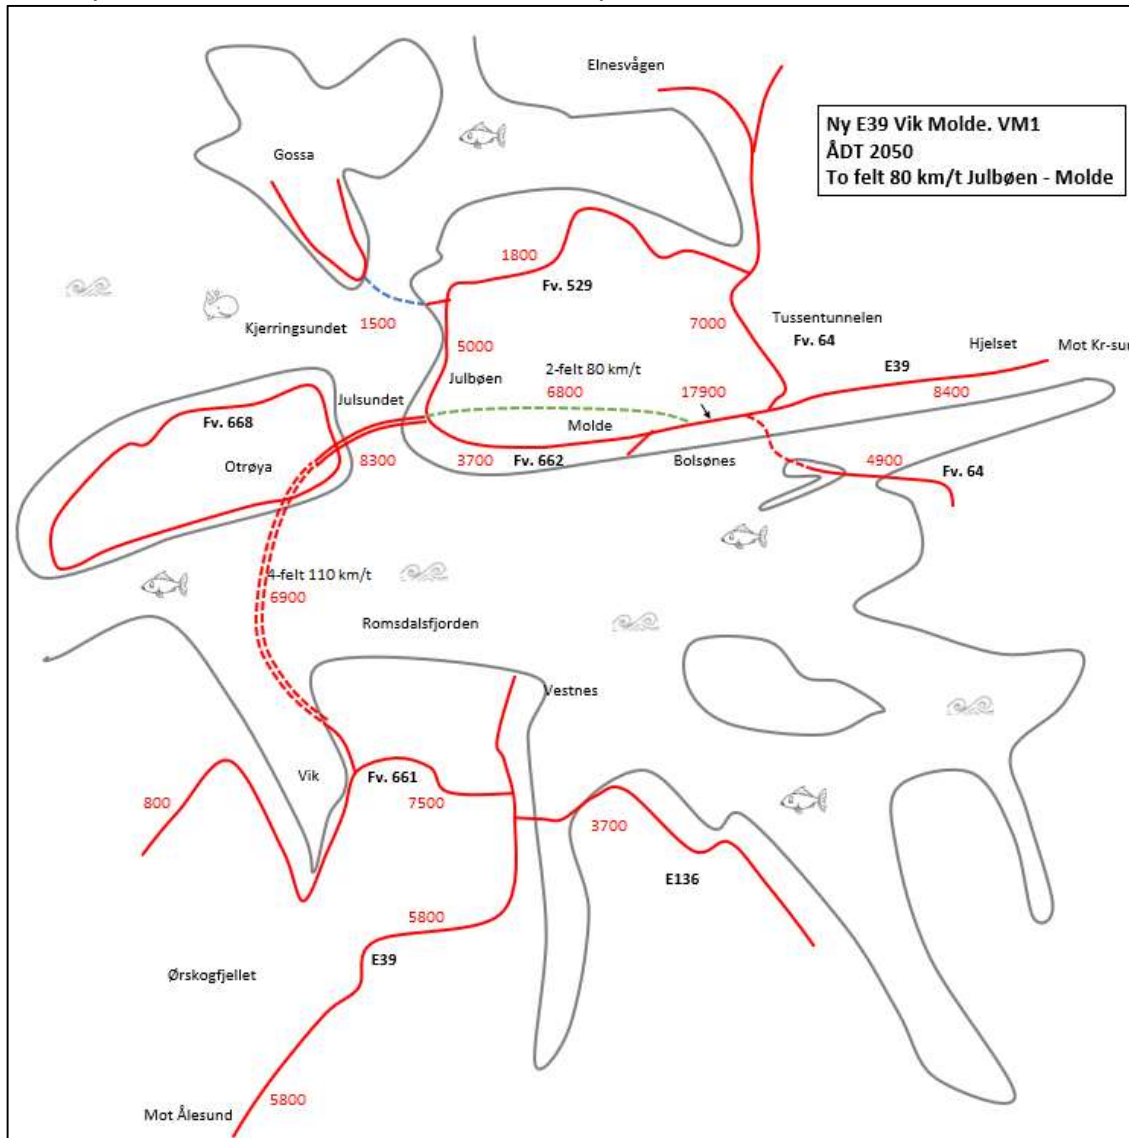 Elnesvågen
Ny E39 Vik Molde. VM1
ÅDT 2050
To felt 80 km/t Julbøen - Molde
Gossa
1800
Fv. 529
Kjerringsundet
1500
5000
7000
Tussentunnelen
Fv. 64
Hjelset
Mot Kr-sun
E39
8400
Julbøen
2-felt 80 km/t
6800
17900
Julsundet
Fv. 668
Molde
Otrøya
8300
3700
Fv. 662
Bolsønes
4900
Fv. 64
4-felt 110 km/t
6900
Romsdalsfjorden
Vestnes
Vik
Fv. 661
800
7500
3700
E136
5800
E39
Ørskogfjellet
5800
Mot Ålesund